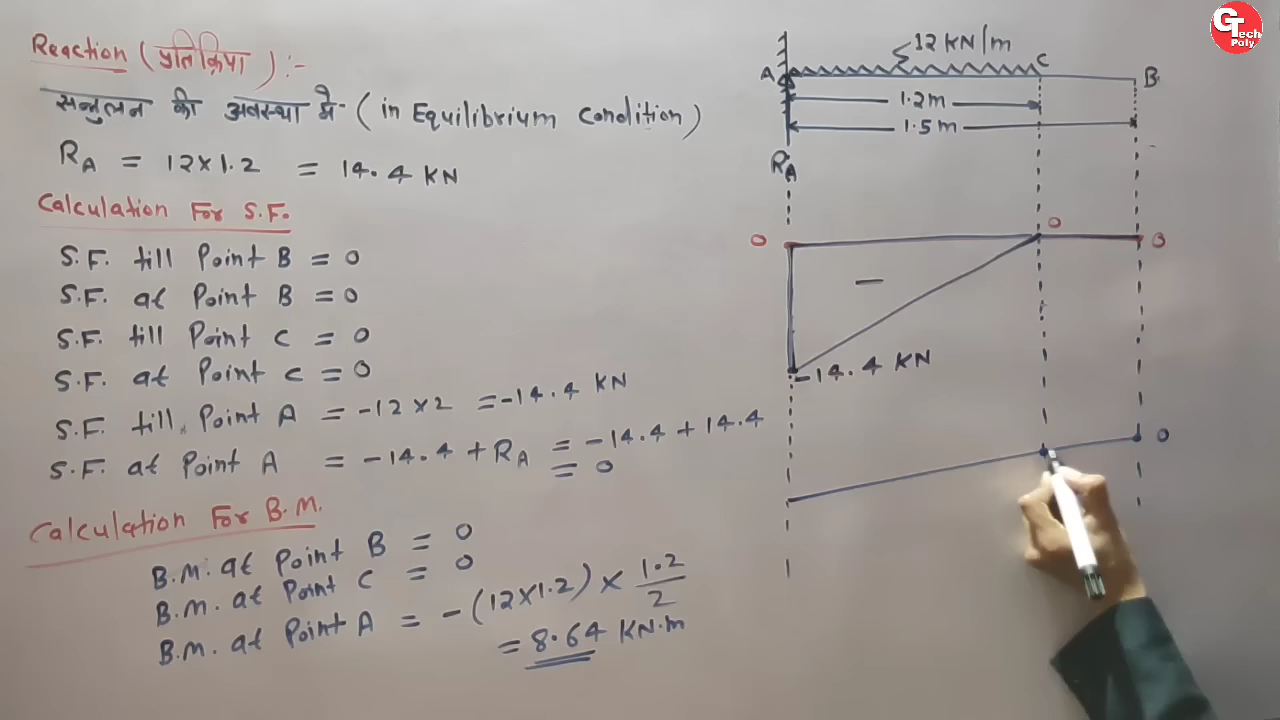 Reaction (प्रतिक्रिया) :-
सन्तुलन की अवस्था में - (in Equilibrium Condition)
RA = 12×1.2 = 14.4 KN
Calculation For S.F.
S.F. till Point B = 0
S.F. at Point B = 0
S.F. till Point C = 0
S.F. at Point C = 0
S.F. till Point A = -12×2 = -14.4 KN
S.F. at Point A = -14.4 + RA = -14.4 + 14.4
= 0
Calculation For B.M.
B.M. at Point B = 0
B.M. at Point C = 0
B.M. at Point A = -(12×1.2) × 1.2/2
= 8.64 KN.m
12 KN/m
A C B
1.2m
1.5m
RA
0 0 0
-
-14.4 KN
0
GTech
Poly